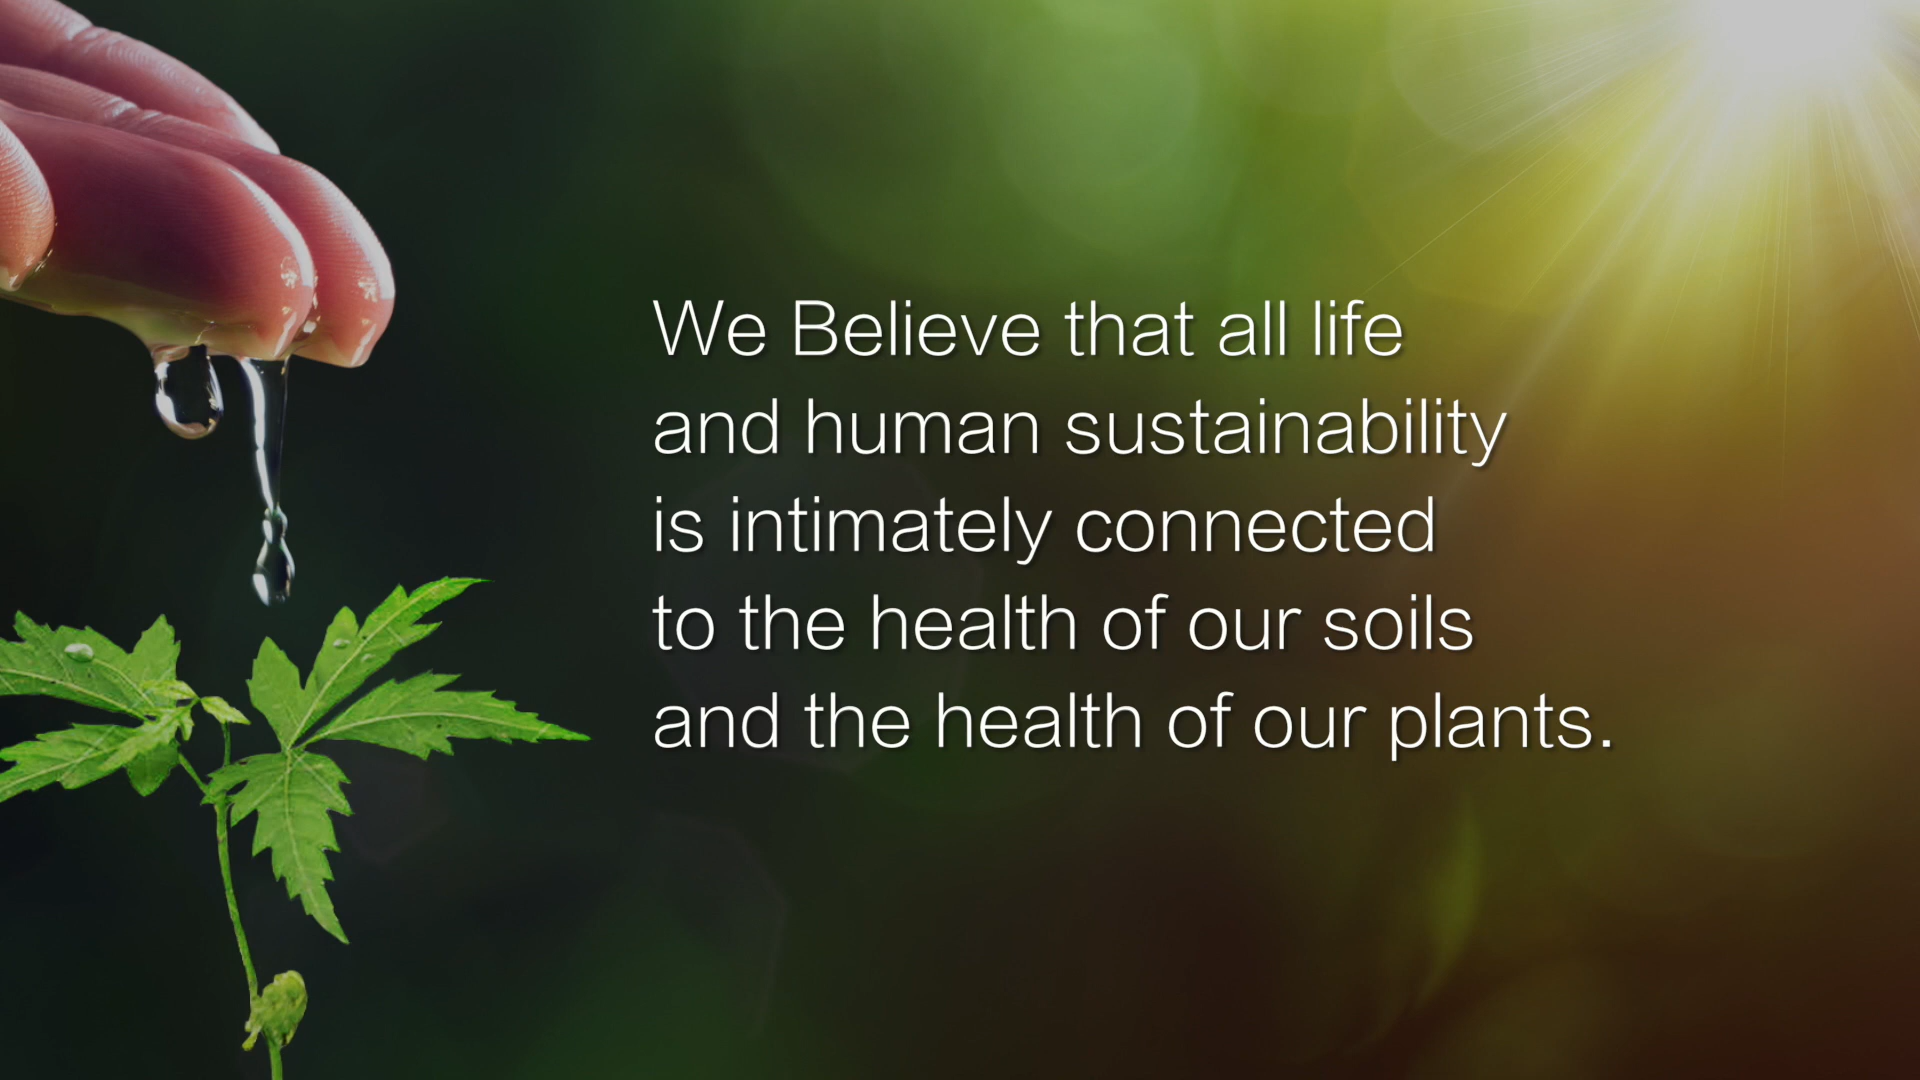 We Believe that all life
and human sustainability
is intimately connected
to the health of our soils
and the health of our plants.